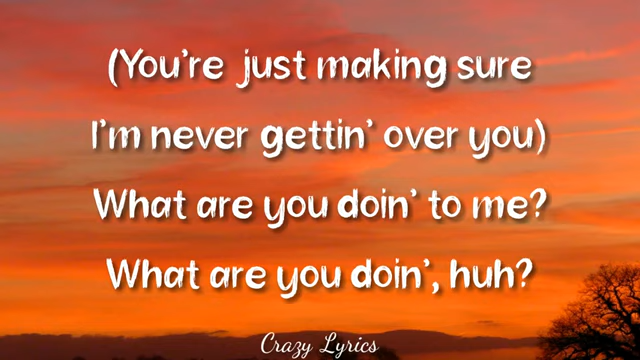 (You're just making sure
I'm never gettin' over you)
What are you doin' to me?
What are you doin', huh?
Crazy Lyrics